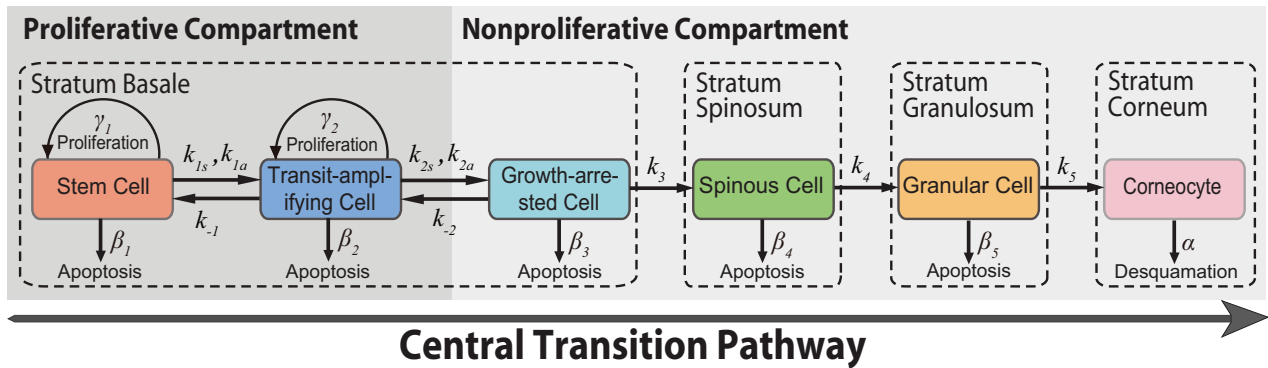 Proliferative Compartment
Nonproliferative Compartment
Stratum Basale
Stratum
Spinosum
Stratum
Granulosum
Stratum
Corneum
γ1
Proliferation
γ2
Proliferation
k1s, k1a
k2s, k2a
k3
k4
k5
Stem Cell
Transit-ampl-
ifying Cell
Growth-arre-
sted Cell
Spinous Cell
Granular Cell
Corneocyte
k-1
k-2
β1
β2
β3
β4
β5
α
Apoptosis
Apoptosis
Apoptosis
Apoptosis
Apoptosis
Desquamation
Central Transition Pathway